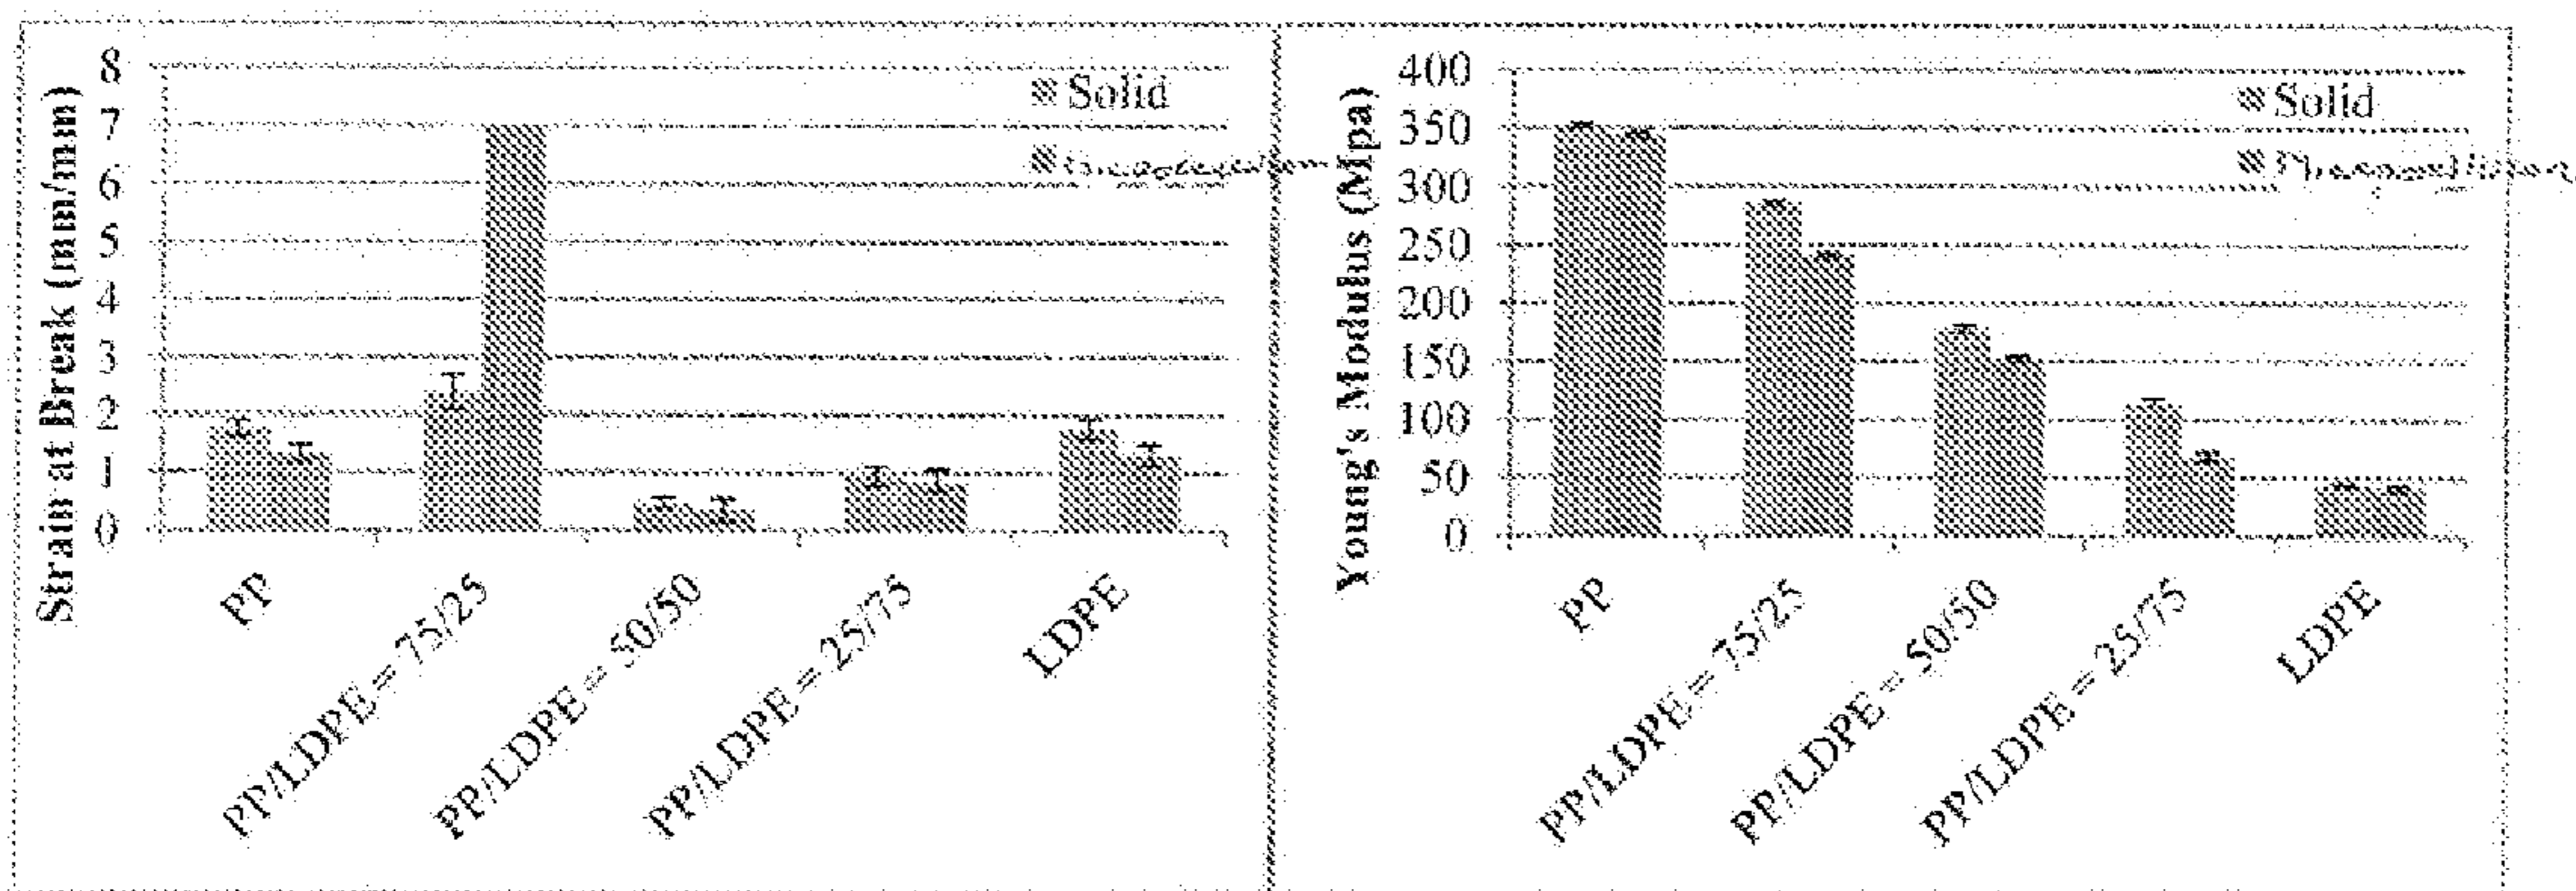 Strain at Break (mm/mm)
8
7
6
5
4
3
2
1
0
Solid
PP
PP/LDPE = 75/25
PP/LDPE = 50/50
PP/LDPE = 25/75
LDPE
Young's Modulus (Mpa)
400
350
300
250
200
150
100
50
0
Solid
PP
PP/LDPE = 75/25
PP/LDPE = 50/50
PP/LDPE = 25/75
LDPE